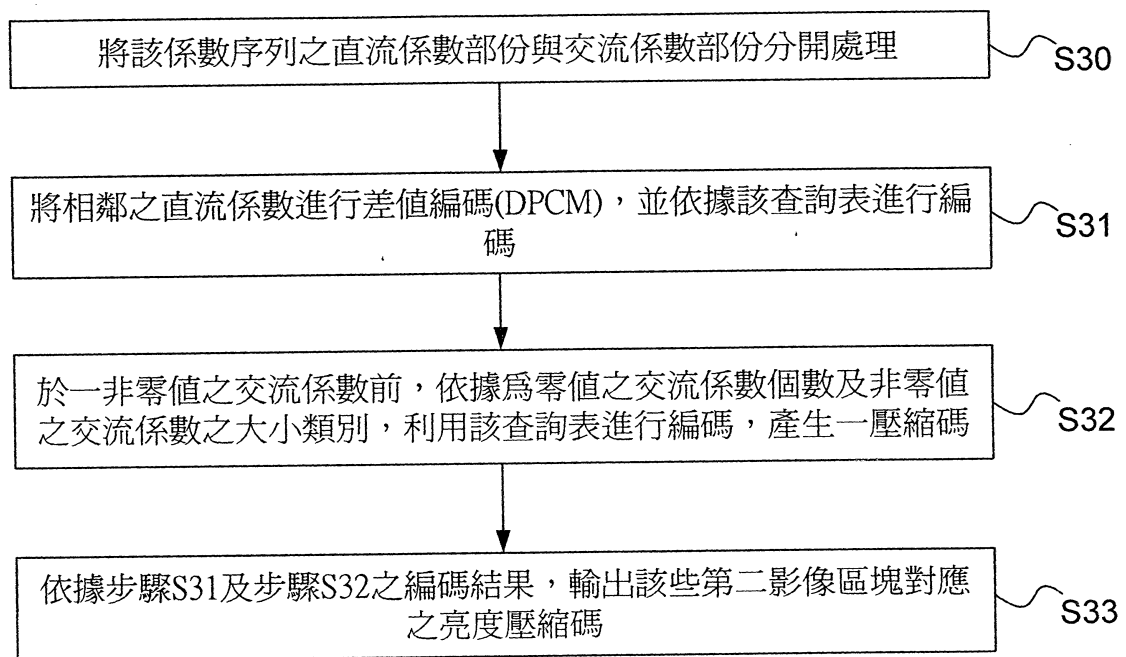 將該係數序列之直流係數部份與交流係數部份分開處理
S30
將相鄰之直流係數進行差值編碼(DPCM)，並依據該查詢表進行編
碼
S31
於一非零值之交流係數前，依據為零值之交流係數個數及非零值
之交流係數之大小類別，利用該查詢表進行編碼，產生一壓縮碼
S32
依據步驟S31及步驟S32之編碼結果，輸出該些第二影像區塊對應
之亮度壓縮碼
S33